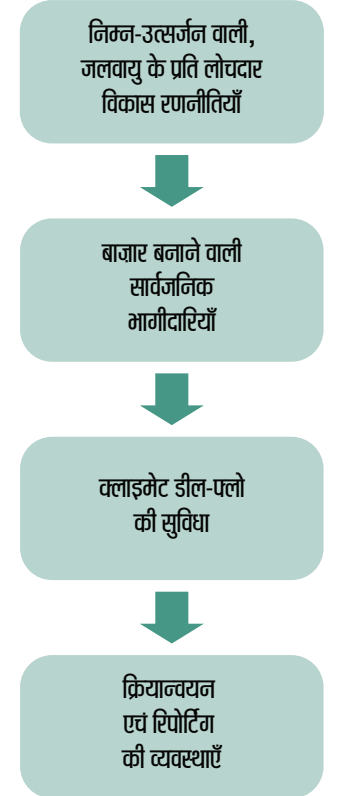 निम्न-उत्सर्जन वाली,
जलवायु के प्रति लोचदार
विकास रणनीतियाँ
बाज़ार बनाने वाली
सार्वजनिक
भागीदारियाँ
क्लाइमेट डील-फ्लो
की सुविधा
क्रियान्वयन
एवं रिपोर्टिंग
की व्यवस्थाएँ